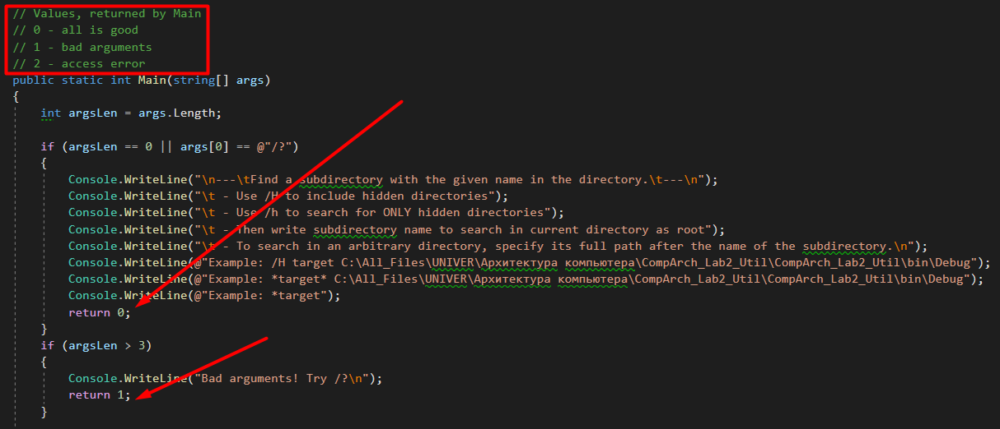 // Values, returned by Main
// 0 - all is good
// 1 - bad arguments
// 2 - access error
public static int Main(string[] args)
{
int argsLen = args.Length;
if (argsLen == 0 || args[0] == @"/?")
{
Console.WriteLine("\n---\tFind a subdirectory with the given name in the directory.\t---\n");
Console.WriteLine("\t - Use /H to include hidden directories");
Console.WriteLine("\t - Use /h to search for ONLY hidden directories");
Console.WriteLine("\t - Then write subdirectory name to search in current directory as root");
Console.WriteLine("\t - To search in an arbitrary directory, specify its full path after the name of the subdirectory.\n");
Console.WriteLine(@"Example: /H target C:\All_Files\UNIVER\Архитектура компьютера\CompArch_Lab2_Util\CompArch_Lab2_Util\bin\Debug");
Console.WriteLine(@"Example: *target* C:\All_Files\UNIVER\Архитектура компьютера\CompArch_Lab2_Util\CompArch_Lab2_Util\bin\Debug");
Console.WriteLine(@"Example: *target");
return 0;
}
if (argsLen > 3)
{
Console.WriteLine("Bad arguments! Try /?\n");
return 1;
}